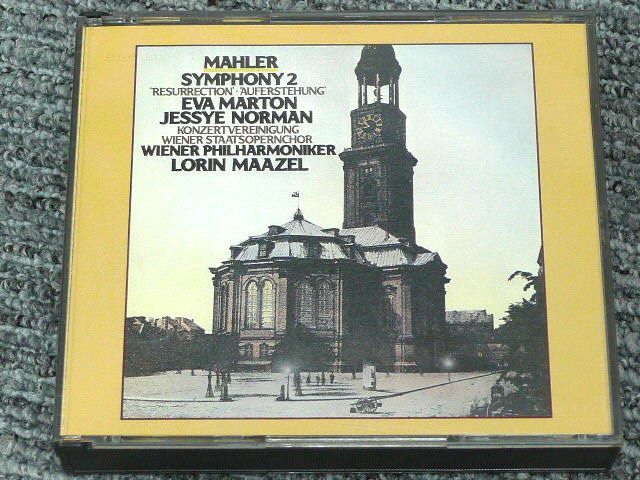 MAHLER
SYMPHONY 2
"RESURRECTION"·"AUFERSTEHUNG"
EVA MARTON
JESSYE NORMAN
KONZERTVEREINIGUNG
WIENER STAATSOPERNCHOR
WIENER PHILHARMONIKER
LORIN MAAZEL